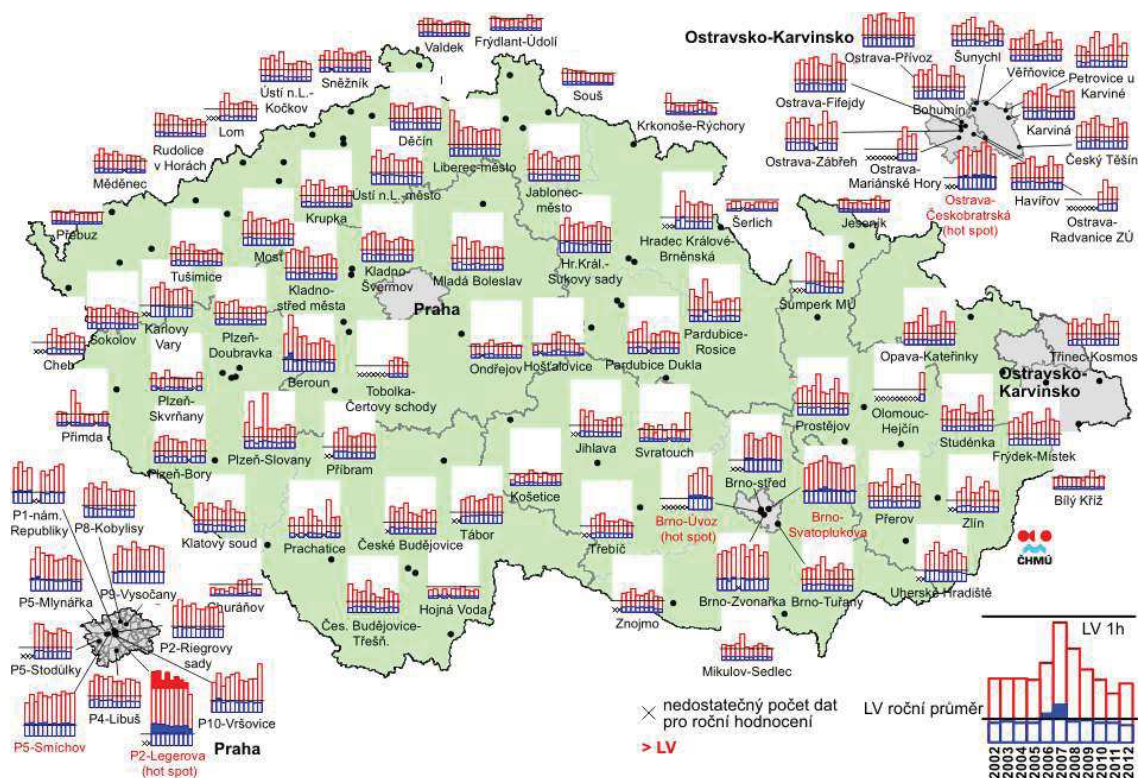 Valdek
Frýdlant-Údolí
Ostravsko-Karvinsko
Ostrava-Přívoz
Šunychl
Věřňovice
Petrovice u
Karviné
Ústí n.L.-
Kočkov
Sněžník
Souš
Ostrava-Fifejdy
Bohumín
Karviná
Lom
Krkonoše-Rýchory
Rudolice
v Horách
Děčín
Liberec-město
Ostrava-Zábřeh
Český Těšín
Měděnec
Ústí n.L.-město
Jablonec-
město
Ostrava-
Mariánské Hory
Ostrava-
Českobratrská
(hot spot)
Havířov
Ostrava-
Radvanice ZÚ
Přebuz
Krupka
Šerlich
Jeseník
Tušimice
Most
Kladno-
Švermov
Mladá Boleslav
Hr.Král.-
Sukovy sady
Hradec Králové-
Brněnská
Kladno-
střed města
Praha
Šumperk MÚ
Sokolov
Karlovy
Vary
Plzeň-
Doubravka
Pardubice-
Rosice
Cheb
Beroun
Tobolka-
Čertovy schody
Ondřejov
Hošťalovice
Pardubice Dukla
Opava-Kateřinky
Třinec-Kosmos
Ostravsko-
Karvinsko
Plzeň-
Skvrňany
Olomouc-
Hejčín
Přimda
Plzeň-Bory
Plzeň-Slovany
Příbram
Jihlava
Svratouch
Prostějov
Studénka
Frýdek-Místek
Košetice
Brno-střed
Bílý Kříž
P1-nám.
Republiky
P8-Kobylisy
Klatovy soud
Prachatice
České Budějovice
Tábor
Třebíč
Brno-Úvoz
(hot spot)
Brno-
Svatoplukova
Přerov
Zlín
ČHMÚ
P5-Mlynářka
P9-Vysočany
Churáňov
Čes. Budějovice-
Třešň.
Hojná Voda
Znojmo
Brno-Zvonařka
Brno-Tuřany
Uherské Hradiště
P5-Stodůlky
P2-Riegrovy
sady
Mikulov-Sedlec
P5-Smíchov
P4-Libuš
P2-Legerova
(hot spot)
P10-Vršovice
Praha
nedostatečný počet dat
pro roční hodnocení
> LV
LV 1h
LV roční průměr
2002
2003
2004
2005
2006
2007
2008
2009
2010
2011
2012